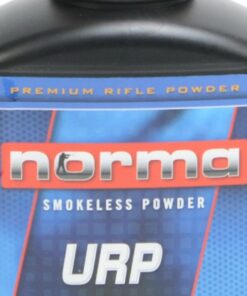 PREMIUM RIFLE POWDER
norma
SMOKELESS POWDER
URP